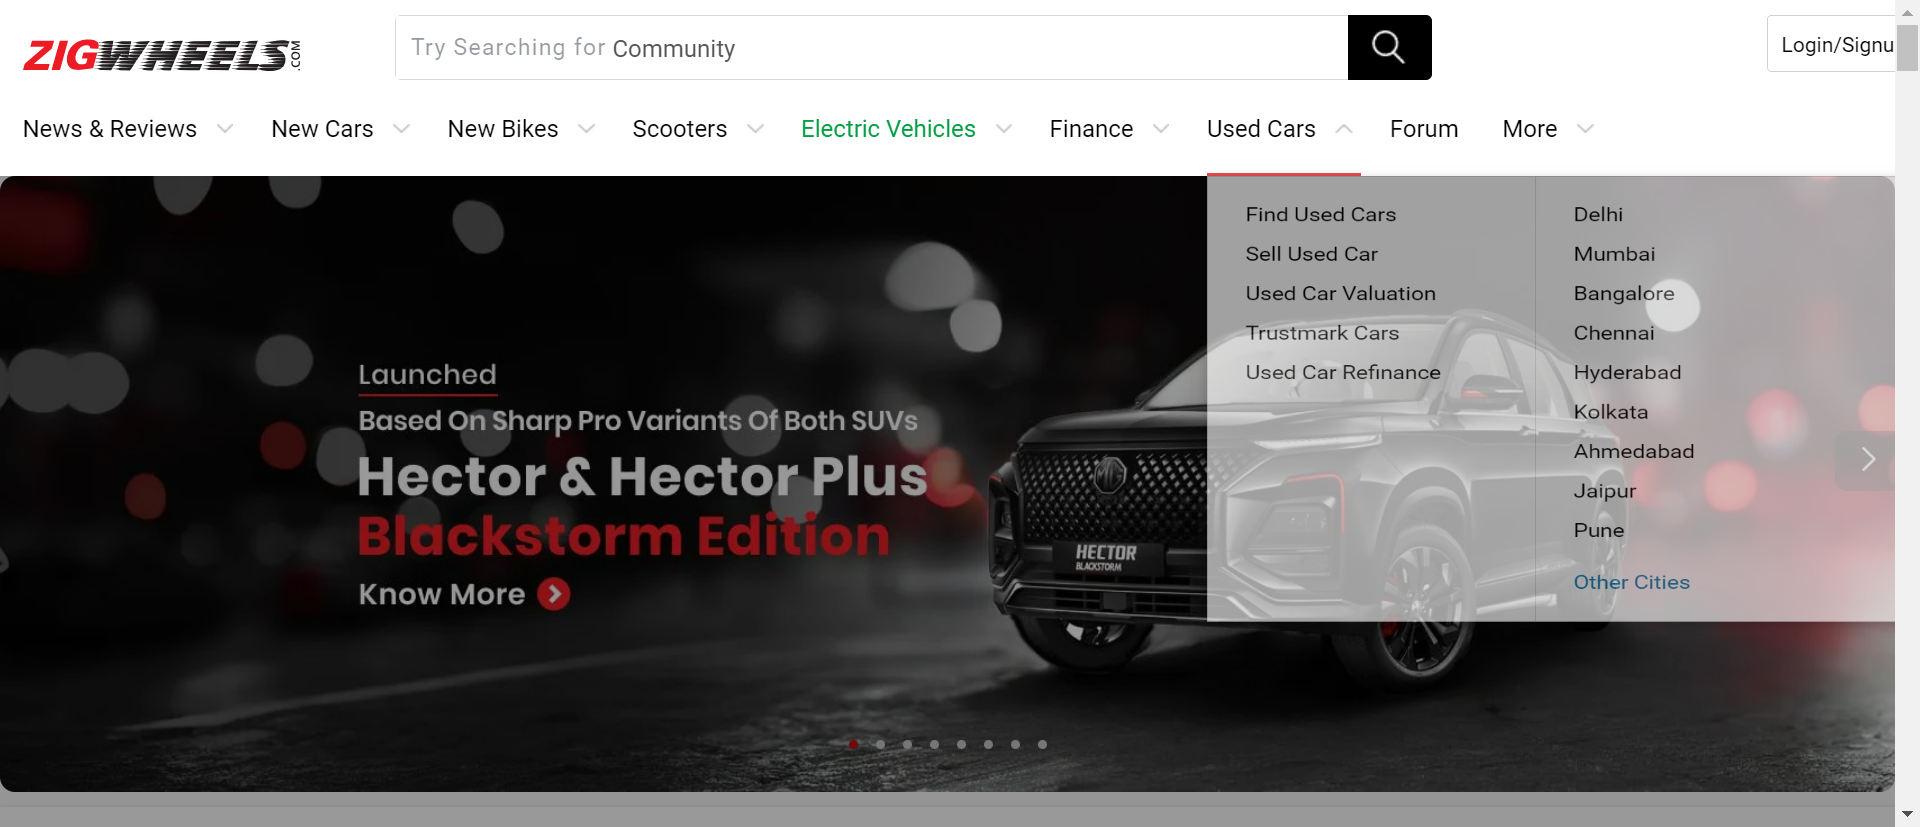 ZIGWHEELS.COM
Try Searching for Community
Login/Signu
News & Reviews
New Cars
New Bikes
Scooters
Electric Vehicles
Finance
Used Cars
Forum
More
Find Used Cars
Sell Used Car
Used Car Valuation
Trustmark Cars
Used Car Refinance
Delhi
Mumbai
Bangalore
Chennai
Hyderabad
Kolkata
Ahmedabad
Jaipur
Pune
Other Cities
Launched
Based On Sharp Pro Variants Of Both SUVs
Hector & Hector Plus
Blackstorm Edition
Know More
MG
HECTOR
BLACKSTORM